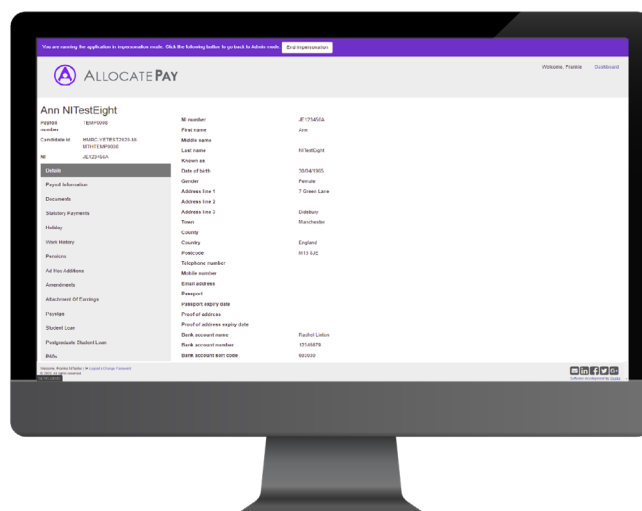 You are running the application in impersonation mode. Click the following button to go back to Admin mode. End impersonation
ALLOCATE PAY
Welcome, Francis Dashboard
Ann NITestEight
Payroll number
Candidate id
NI
Details
Payroll Information
Documents
Statutory Payments
Holiday
Work History
Pensions
Ad Hoc Additions
Amendments
Attachment Of Earnings
Payslips
Student Loan
Postgraduate Student Loan
P45s
NI number JE123456A
First name Ann
Middle name
Last name NITestEight
Known as
Date of birth
Gender Female
Address line 1 7 Green Lane
Address line 2
Address line 3 Didsbury
Town Manchester
County
Country England
Postcode
Telephone number
Mobile number
Email address
Passport
Passport expiry date
Proof of address
Proof of address expiry date
Bank account name
Bank account number
Bank account sort code